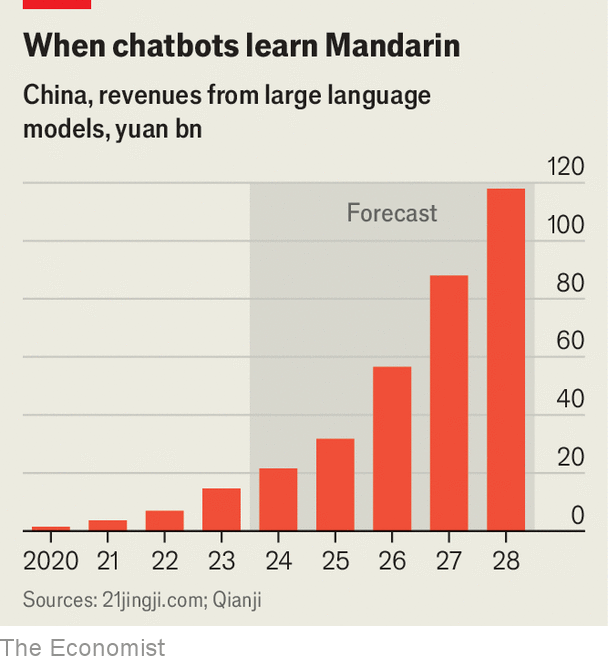 When chatbots learn Mandarin
China, revenues from large language
models, yuan bn
120
Forecast
100
80
60
40
20
0
2020 21 22 23 24 25 26 27 28
Sources: 21jingji.com; Qianji
The Economist